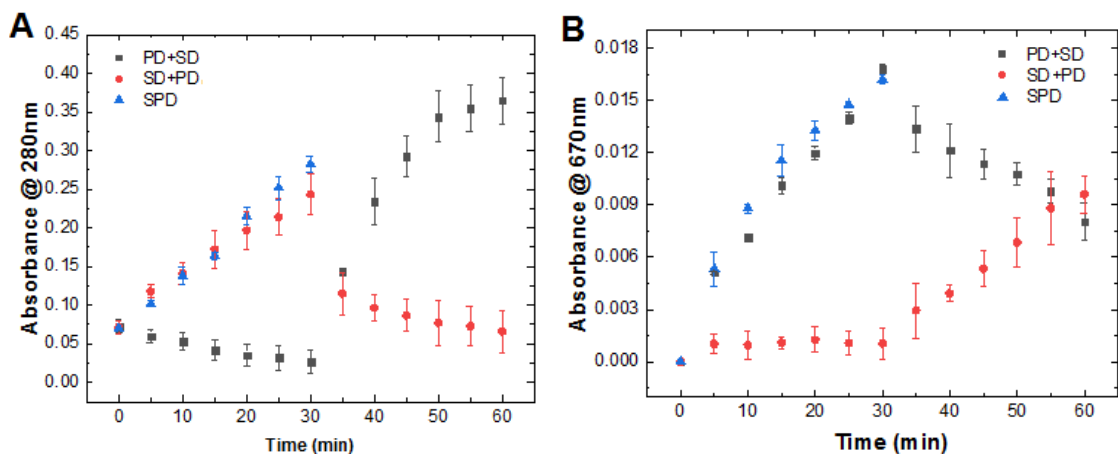 A
0.45
0.40
0.35
0.30
0.25
0.20
0.15
0.10
0.05
0.00
Absorbance @ 280nm
PD+SD
SD+PD
SPD
0 10 20 30 40 50 60
Time (min)
B
0.018
0.015
0.012
0.009
0.006
0.003
0.000
Absorbance @ 670nm
PD+SD
SD+PD
SPD
0 10 20 30 40 50 60
Time (min)